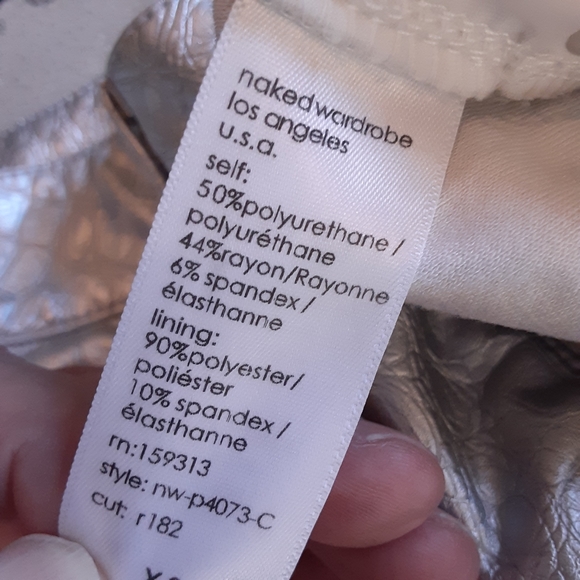 nakedwardrobe
los angeles
u.s.a.
self:
50%polyurethane /
polyuréthane
44%rayon/Rayonne
6% spandex /
élasthanne
lining:
90%polyester/
poliéster
10% spandex /
élasthanne
rn:159313
style: nw-p4073-C
cut: r182